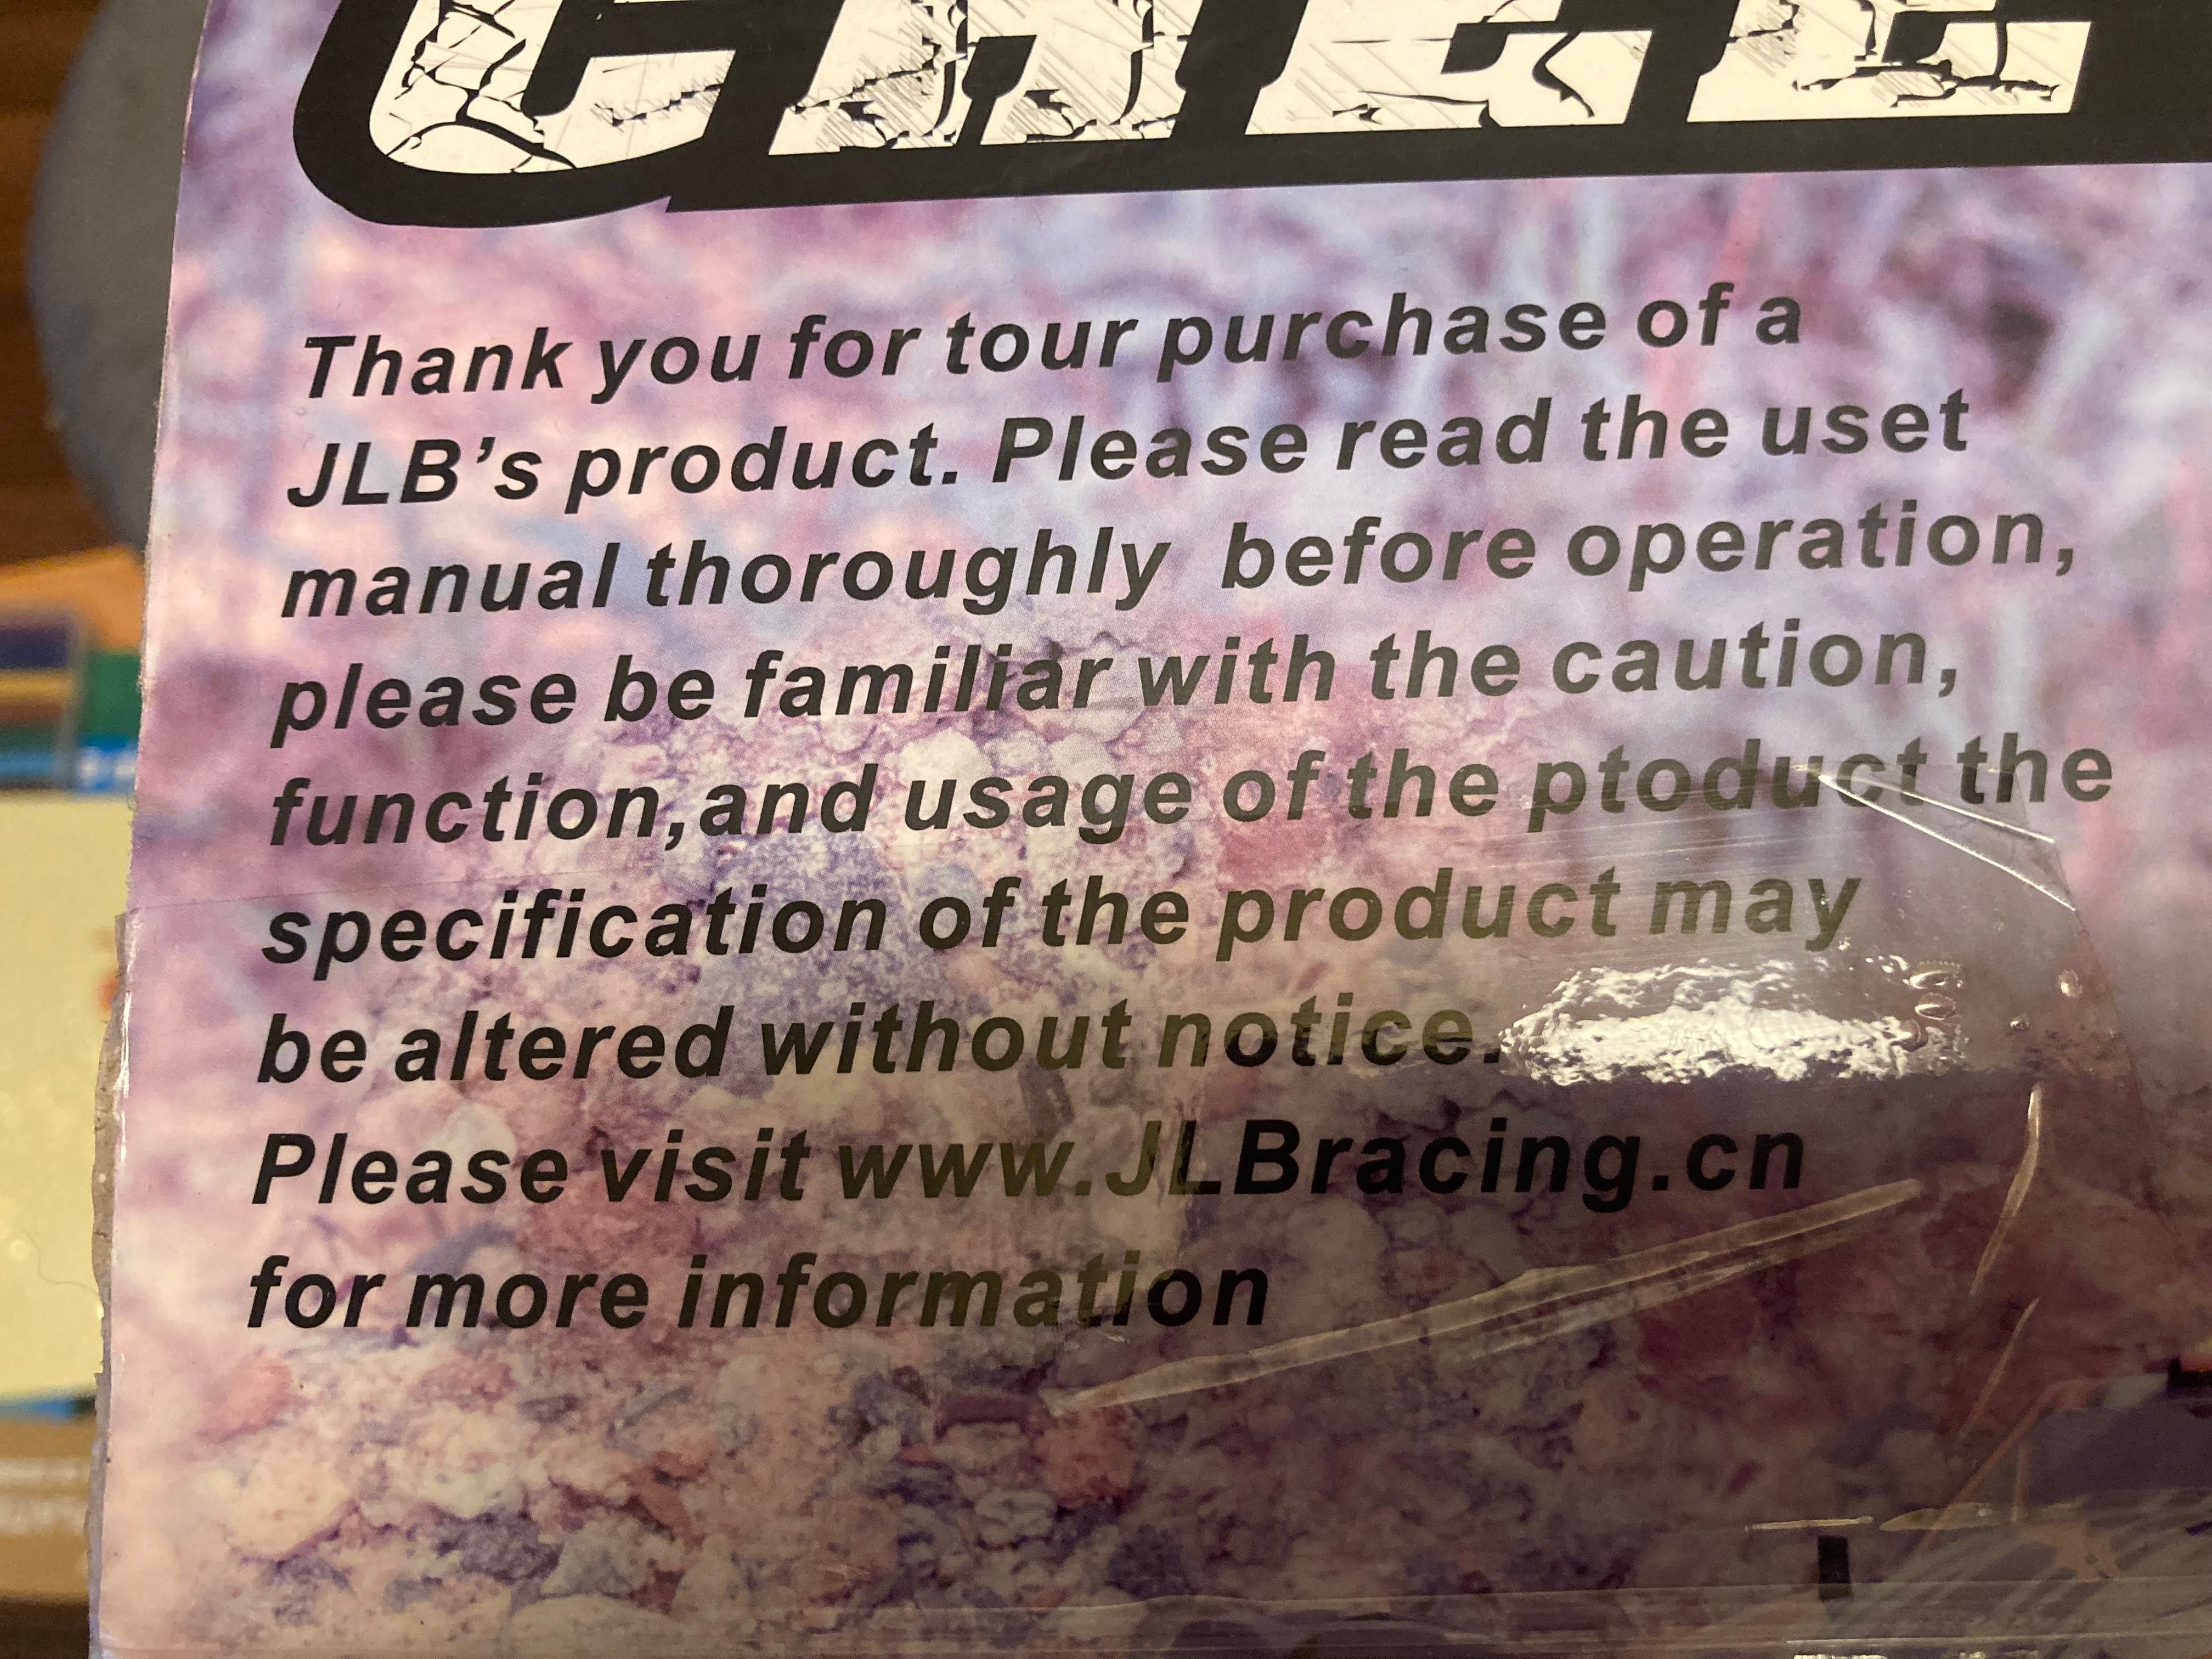 Thank you for tour purchase of a
JLB's product. Please read the uset
manual thoroughly before operation,
please be familiar with the caution,
function,and usage of the ptoduct the
specification of the product may
be altered without notice.
Please visit www.JLBracing.cn
for more information